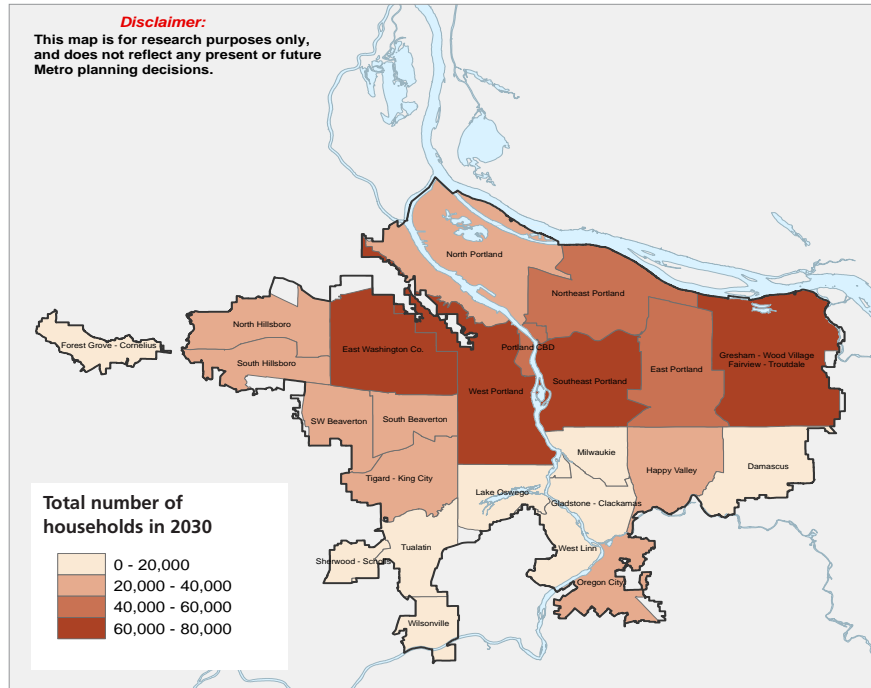 Disclaimer:
This map is for research purposes only,
and does not reflect any present or future
Metro planning decisions.
North Portland
Northeast Portland
North Hillsboro
Forest Grove - Cornelius
East Washington Co.
Portland CBD
Gresham - Wood Village
Fairview - Troutdale
South Hillsboro
East Portland
Southeast Portland
West Portland
SW Beaverton
South Beaverton
Milwaukie
Happy Valley
Damascus
Tigard - King City
Lake Oswego
Gladstone - Clackamas
Tualatin
West Linn
Sherwood - Scholls
Oregon City
Wilsonville
Total number of
households in 2030
0 - 20,000
20,000 - 40,000
40,000 - 60,000
60,000 - 80,000